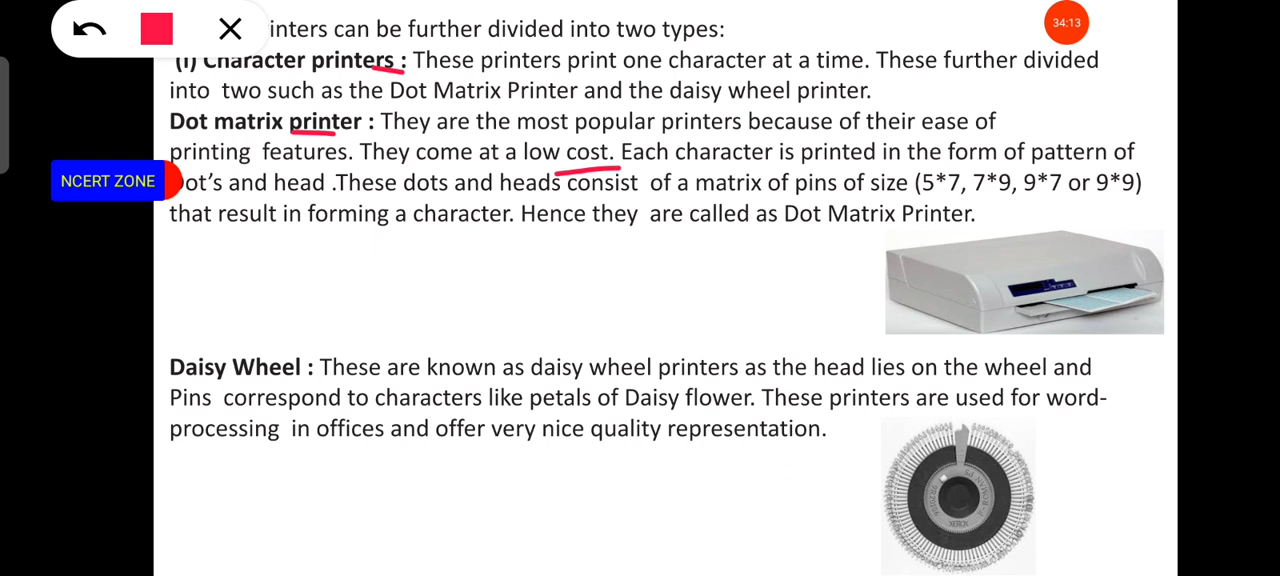 34:13
inters can be further divided into two types:
(i) Character printers : These printers print one character at a time. These further divided
into two such as the Dot Matrix Printer and the daisy wheel printer.
Dot matrix printer : They are the most popular printers because of their ease of
printing features. They come at a low cost. Each character is printed in the form of pattern of
NCERT ZONE
ot’s and head .These dots and heads consist of a matrix of pins of size (5*7, 7*9, 9*7 or 9*9)
that result in forming a character. Hence they are called as Dot Matrix Printer.
Daisy Wheel : These are known as daisy wheel printers as the head lies on the wheel and
Pins correspond to characters like petals of Daisy flower. These printers are used for word-
processing in offices and offer very nice quality representation.
XEROX